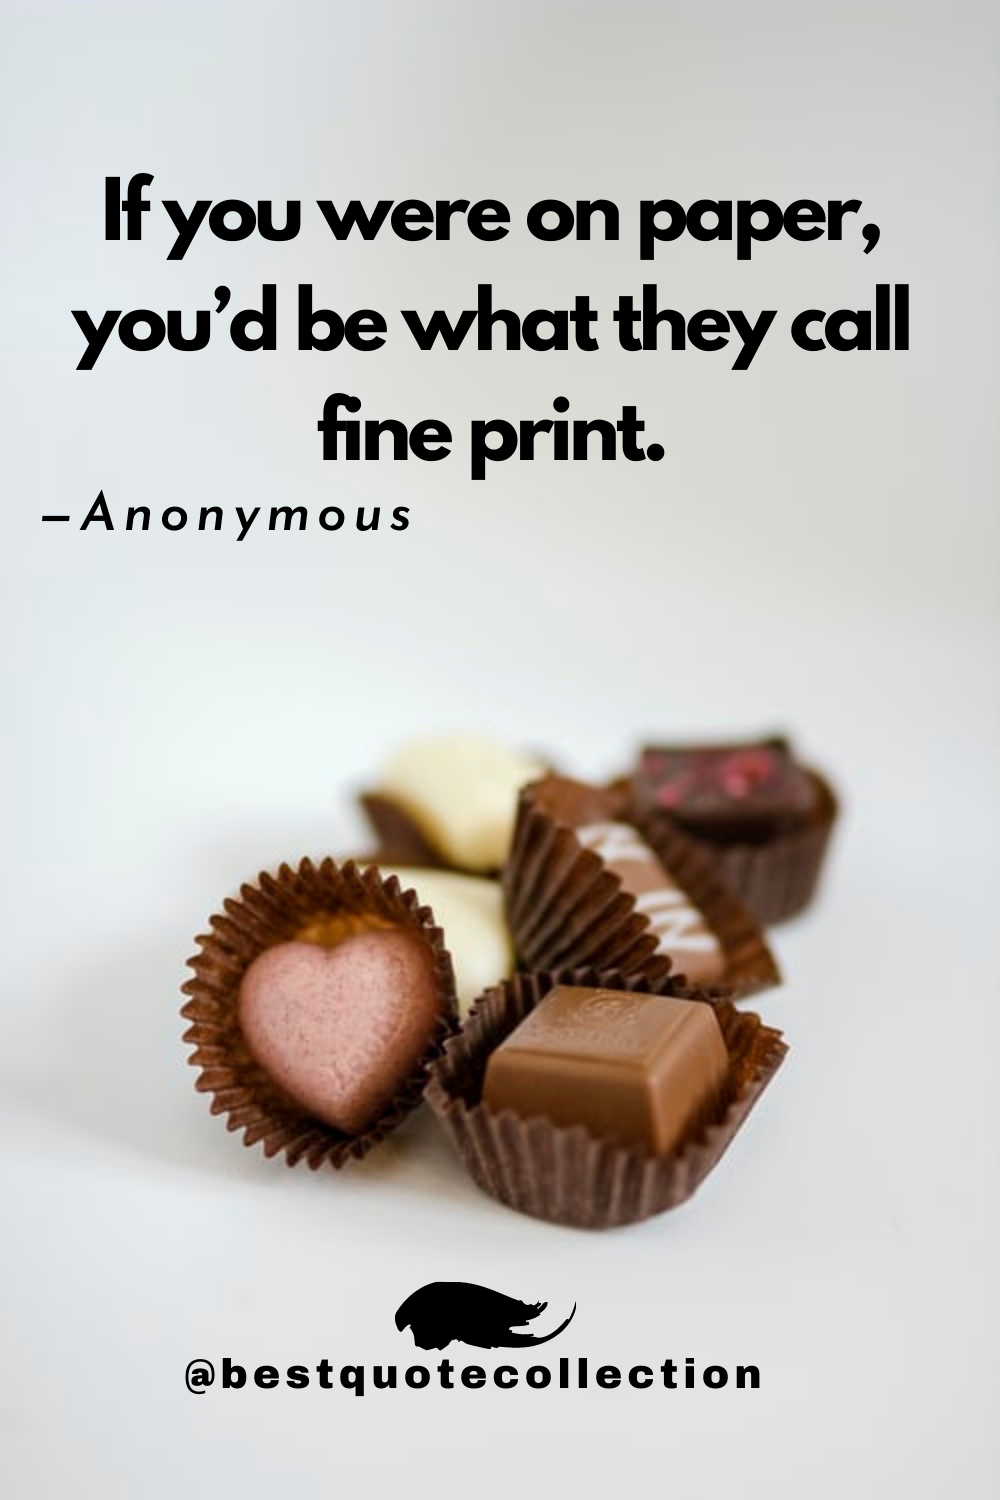 If you were on paper,
you’d be what they call
fine print.
–Anonymous
@bestquotecollection